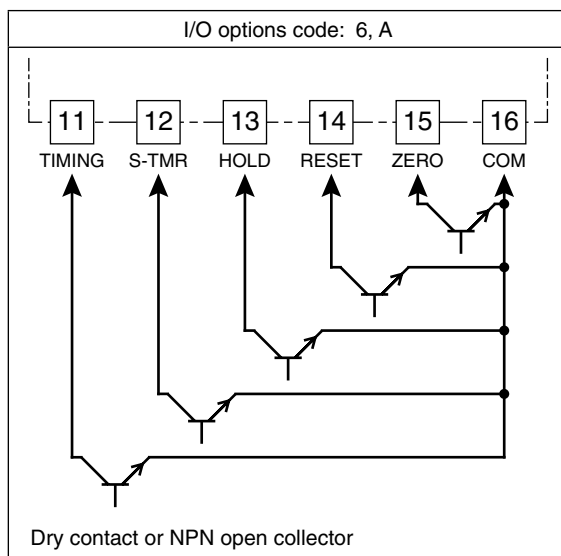 I/O options code: 6, A
11 12 13 14 15 16
TIMING S-TMR HOLD RESET ZERO COM
Dry contact or NPN open collector